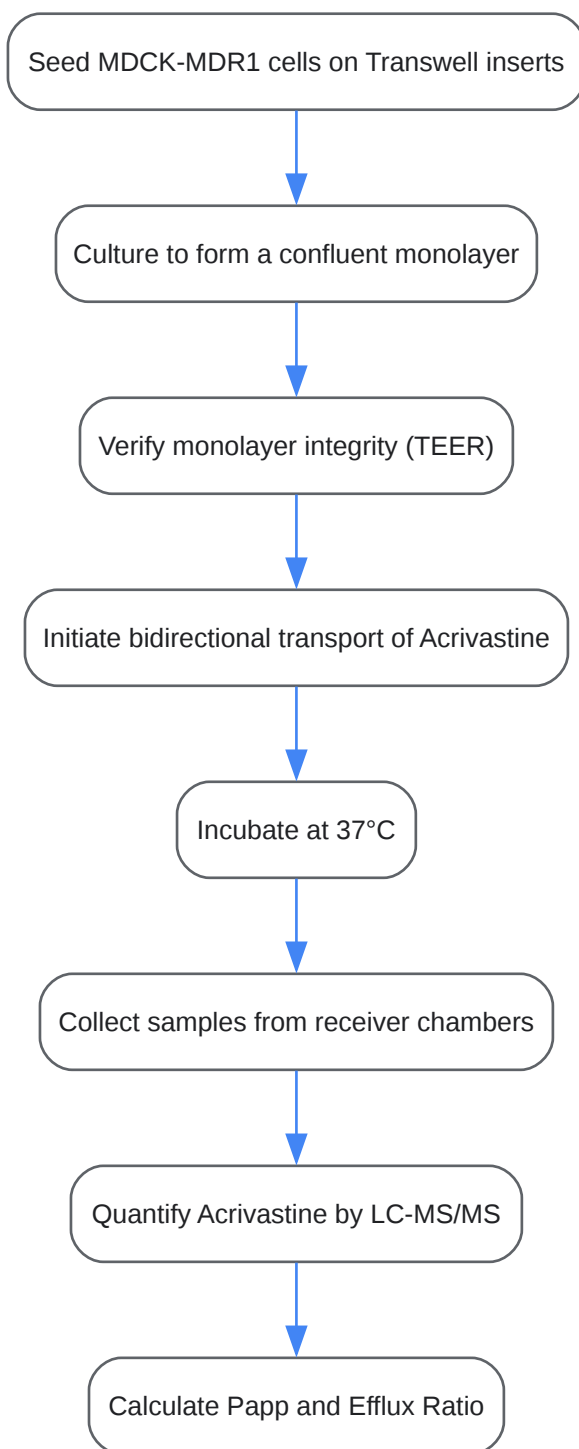 Seed MDCK-MDR1 cells on Transwell inserts
Culture to form a confluent monolayer
Verify monolayer integrity (TEER)
Initiate bidirectional transport of Acrivastine
Incubate at 37°C
Collect samples from receiver chambers
Quantify Acrivastine by LC-MS/MS
Calculate Papp and Efflux Ratio